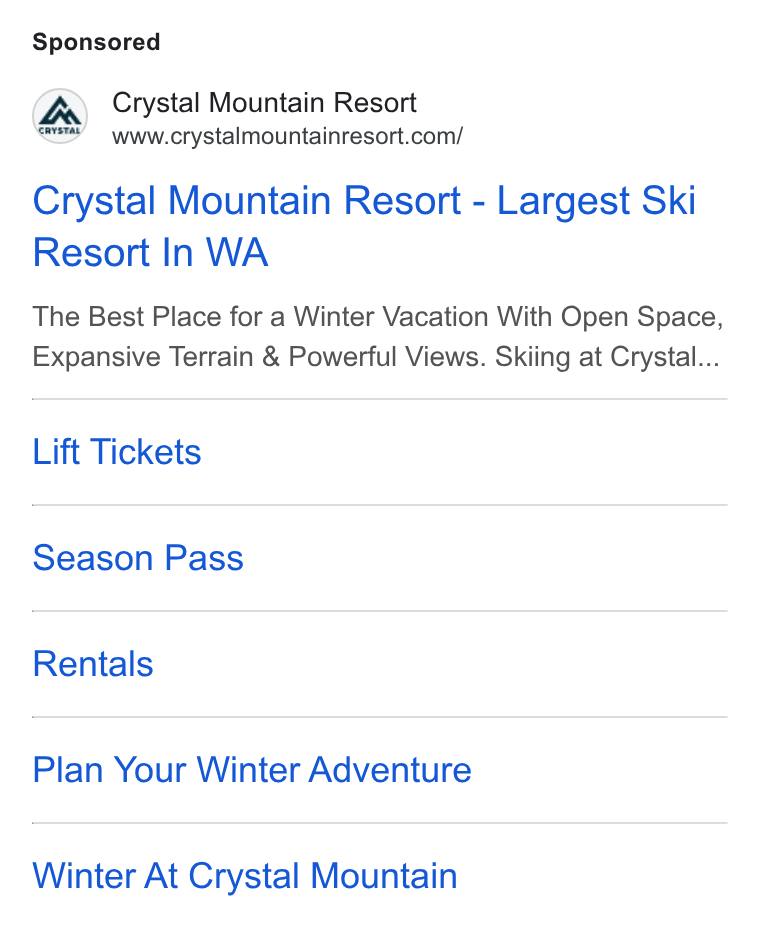 Sponsored
CRYSTAL
Crystal Mountain Resort
www.crystalmountainresort.com/
Crystal Mountain Resort - Largest Ski
Resort In WA
The Best Place for a Winter Vacation With Open Space,
Expansive Terrain & Powerful Views. Skiing at Crystal...
Lift Tickets
Season Pass
Rentals
Plan Your Winter Adventure
Winter At Crystal Mountain